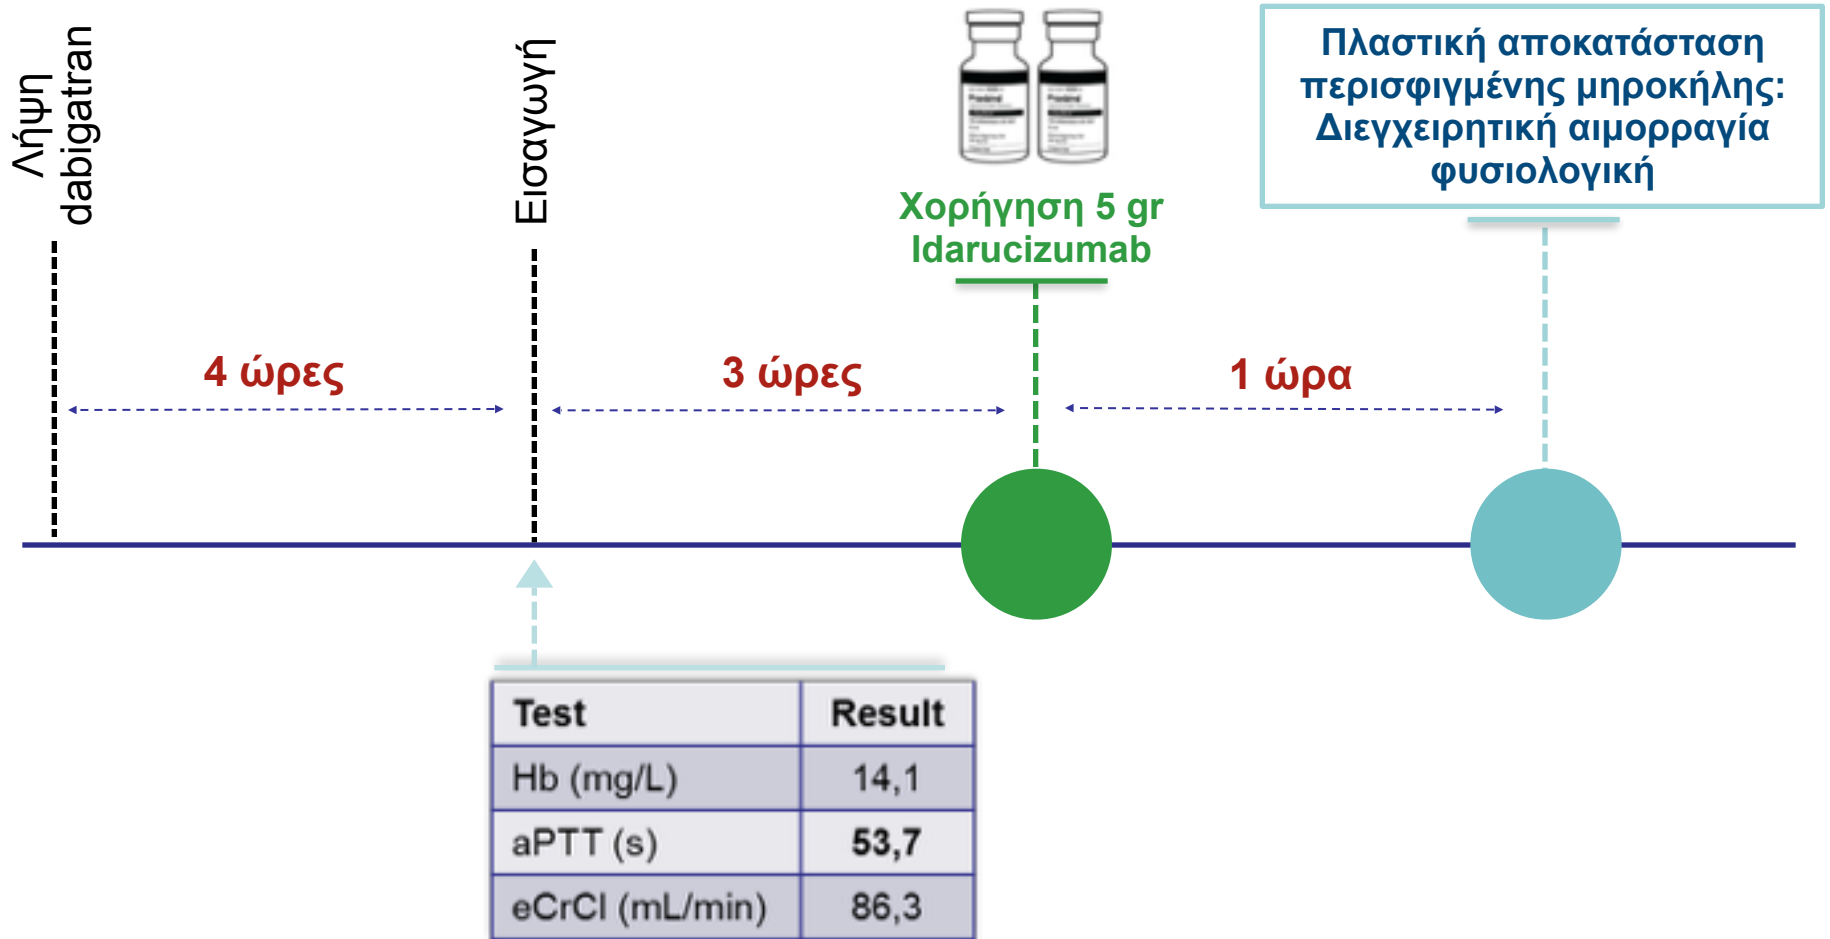 Λήψη
dabigatran
Εισαγωγή
Χορήγηση 5 gr
Idarucizumab
Πλαστική αποκατάσταση
περισφιγμένης μηροκήλης:
Διεγχειρητική αιμορραγία
φυσιολογική
4 ώρες
3 ώρες
1 ώρα
Test Result
Hb (mg/L) 14,1
aPTT (s) 53,7
eCrCl (mL/min) 86,3